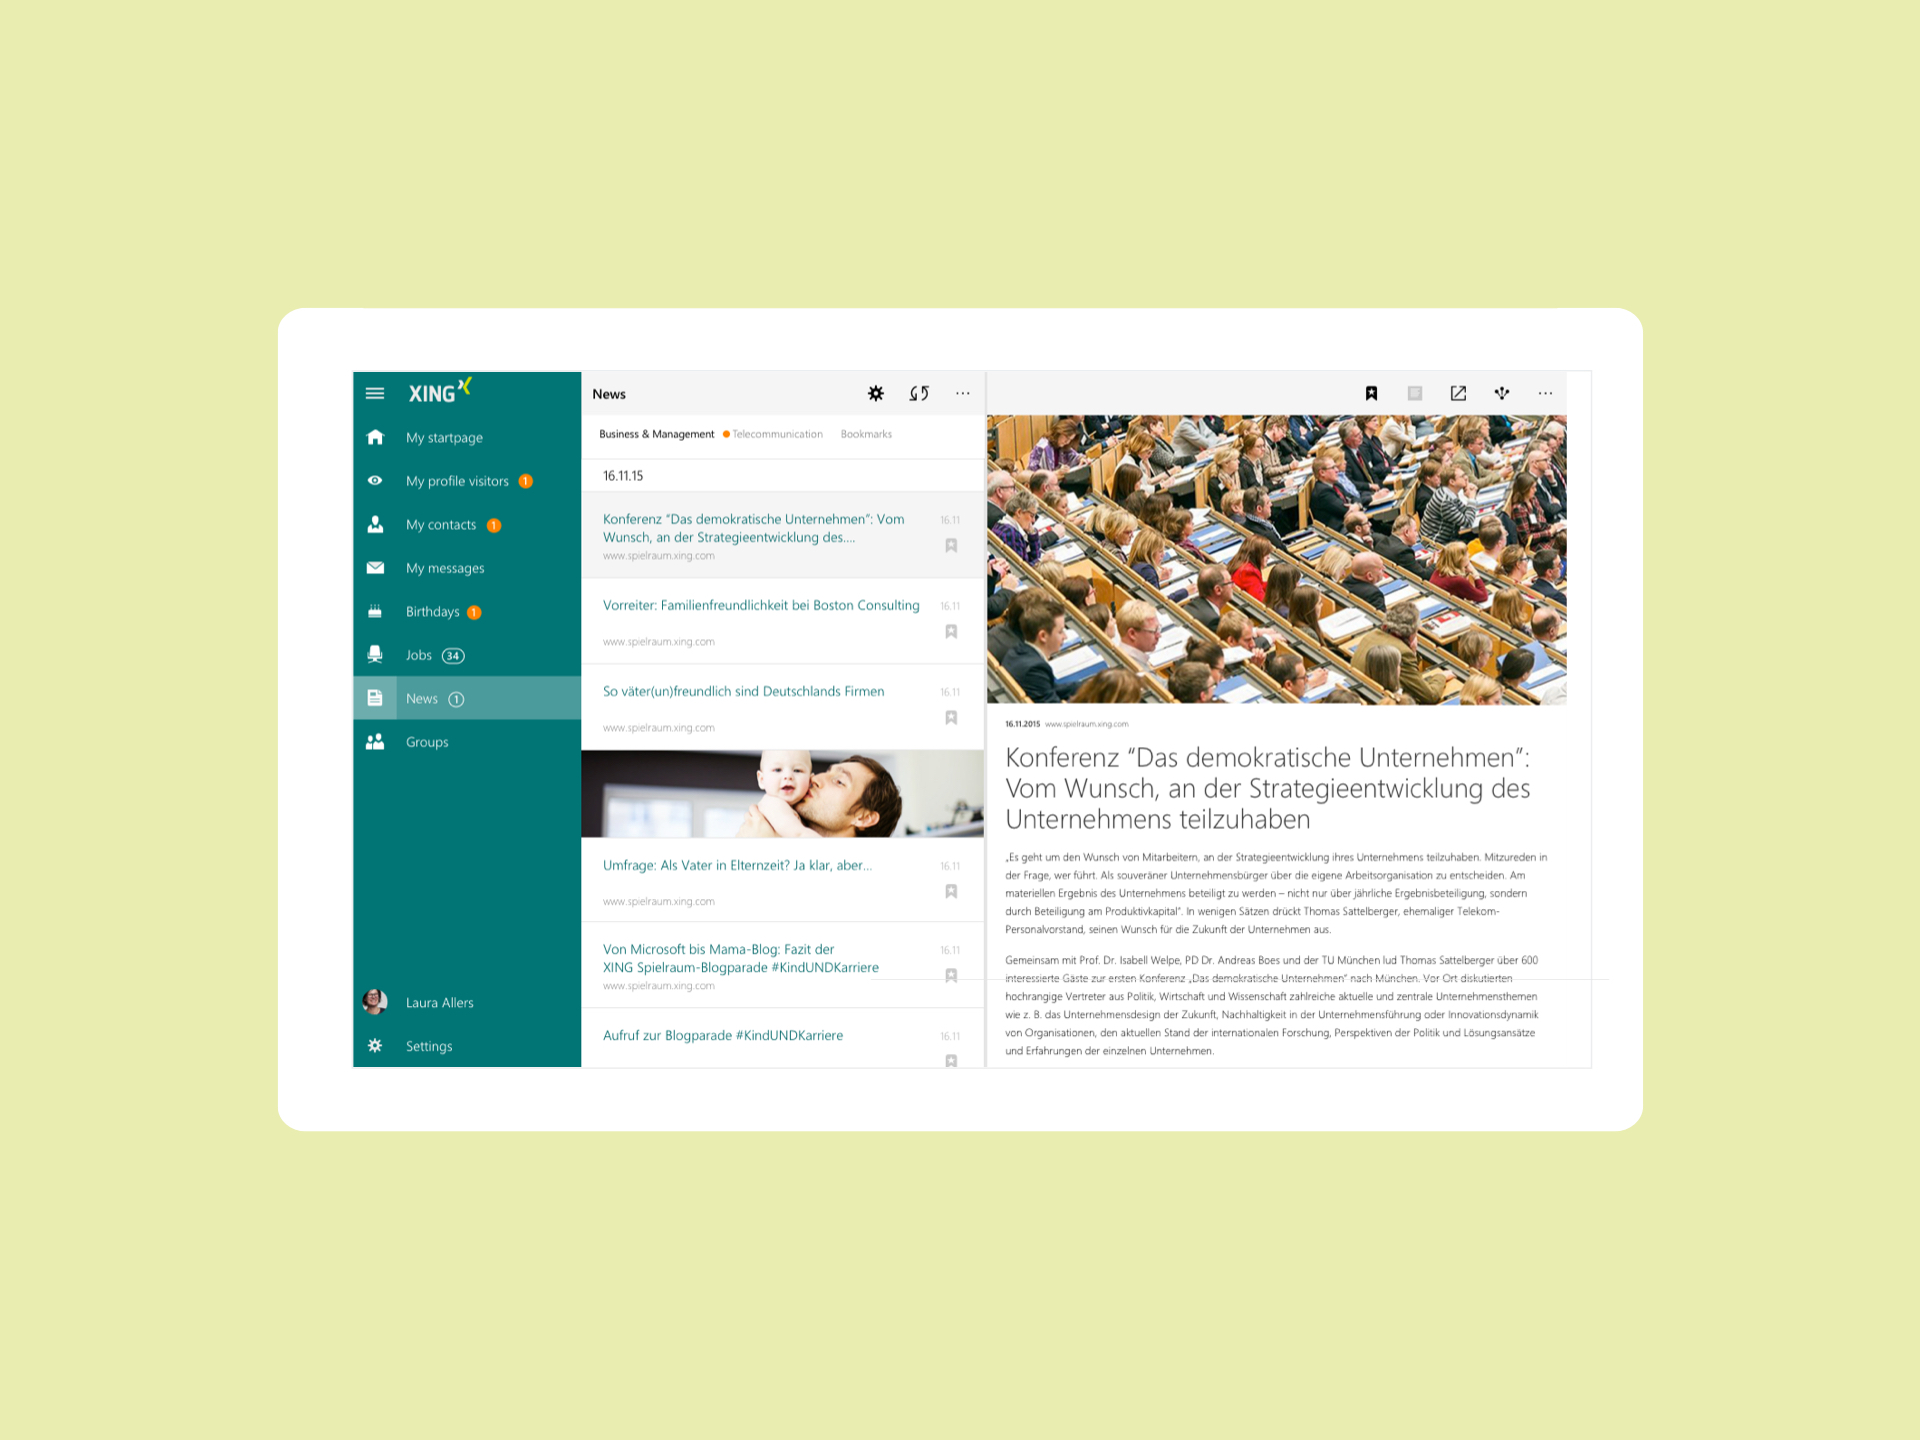 XING
My startpage
My profile visitors 1
My contacts 1
My messages
Birthdays 1
Jobs 34
News 1
Groups
Laura Allers
Settings
News
Business & Management Telecommunication Bookmarks
16.11.15
Konferenz “Das demokratische Unternehmen”: Vom 16.11
Wunsch, an der Strategieentwicklung des....
www.spielraum.xing.com
Vorreiter: Familienfreundlichkeit bei Boston Consulting 16.11
www.spielraum.xing.com
So väter(un)freundlich sind Deutschlands Firmen 16.11
www.spielraum.xing.com
Umfrage: Als Vater in Elternzeit? Ja klar, aber... 16.11
www.spielraum.xing.com
Von Microsoft bis Mama-Blog: Fazit der 16.11
XING Spielraum-Blogparade #KindUNDKarriere
www.spielraum.xing.com
Aufruf zur Blogparade #KindUNDKarriere 16.11
16.11.2015 www.spielraum.xing.com
Konferenz “Das demokratische Unternehmen”:
Vom Wunsch, an der Strategieentwicklung des
Unternehmens teilzuhaben
„Es geht um den Wunsch von Mitarbeitern, an der Strategieentwicklung ihres Unternehmens teilzuhaben. Mitzureden in
der Frage, wer führt. Als souveräner Unternehmensbürger über die eigene Arbeitsorganisation zu entscheiden. Am
materiellen Ergebnis des Unternehmens beteiligt zu werden – nicht nur über jährliche Ergebnisbeteiligung, sondern
durch Beteiligung am Produktivkapital“. In wenigen Sätzen drückt Thomas Sattelberger, ehemaliger Telekom-
Personalvorstand, seinen Wunsch für die Zukunft der Unternehmen aus.
Gemeinsam mit Prof. Dr. Isabell Welpe, PD Dr. Andreas Boes und der TU München lud Thomas Sattelberger über 600
interessierte Gäste zur ersten Konferenz „Das demokratische Unternehmen“ nach München. Vor Ort diskutierten
hochrangige Vertreter aus Politik, Wirtschaft und Wissenschaft zahlreiche aktuelle und zentrale Unternehmensthemen
wie z. B. das Unternehmensdesign der Zukunft, Nachhaltigkeit in der Unternehmensführung oder Innovationsdynamik
von Organisationen, den aktuellen Stand der internationalen Forschung, Perspektiven der Politik und Lösungsansätze
und Erfahrungen der einzelnen Unternehmen.